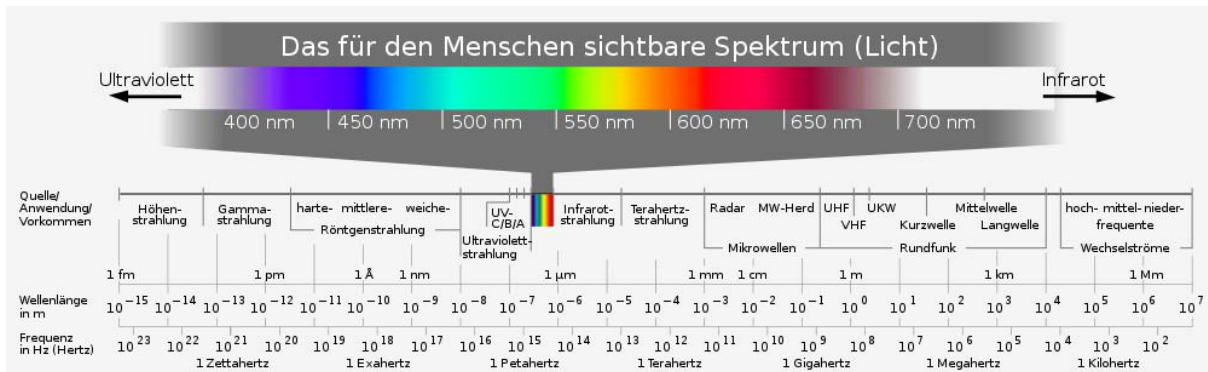 Das für den Menschen sichtbare Spektrum (Licht)
Ultraviolett
Infrarot
400 nm 450 nm 500 nm 550 nm 600 nm 650 nm 700 nm
Quelle/
Anwendung/
Vorkommen
Höhen-
strahlung
Gamma-
strahlung
harte- mittlere- weiche-
Röntgenstrahlung
UV-
C/B/A
Ultraviolett-
strahlung
Infrarot-
strahlung
Terahertz-
strahlung
Radar MW-Herd
Mikrowellen
UHF UKW Mittelwelle
VHF Kurzwelle Langwelle
Rundfunk
hoch- mittel- nieder-
frequente
Wechselströme
1 fm 1 pm 1 Å 1 nm 1 µm 1 mm 1 cm 1 m 1 km 1 Mm
Wellenlänge
in m
10⁻¹⁵ 10⁻¹⁴ 10⁻¹³ 10⁻¹² 10⁻¹¹ 10⁻¹⁰ 10⁻⁹ 10⁻⁸ 10⁻⁷ 10⁻⁶ 10⁻⁵ 10⁻⁴ 10⁻³ 10⁻² 10⁻¹ 10⁰ 10¹ 10² 10³ 10⁴ 10⁵ 10⁶ 10⁷
Frequenz
in Hz (Hertz)
10²³ 10²² 10²¹ 10²⁰ 10¹⁹ 10¹⁸ 10¹⁷ 10¹⁶ 10¹⁵ 10¹⁴ 10¹³ 10¹² 10¹¹ 10¹⁰ 10⁹ 10⁸ 10⁷ 10⁶ 10⁵ 10⁴ 10³ 10²
1 Zettahertz 1 Exahertz 1 Petahertz 1 Terahertz 1 Gigahertz 1 Megahertz 1 Kilohertz